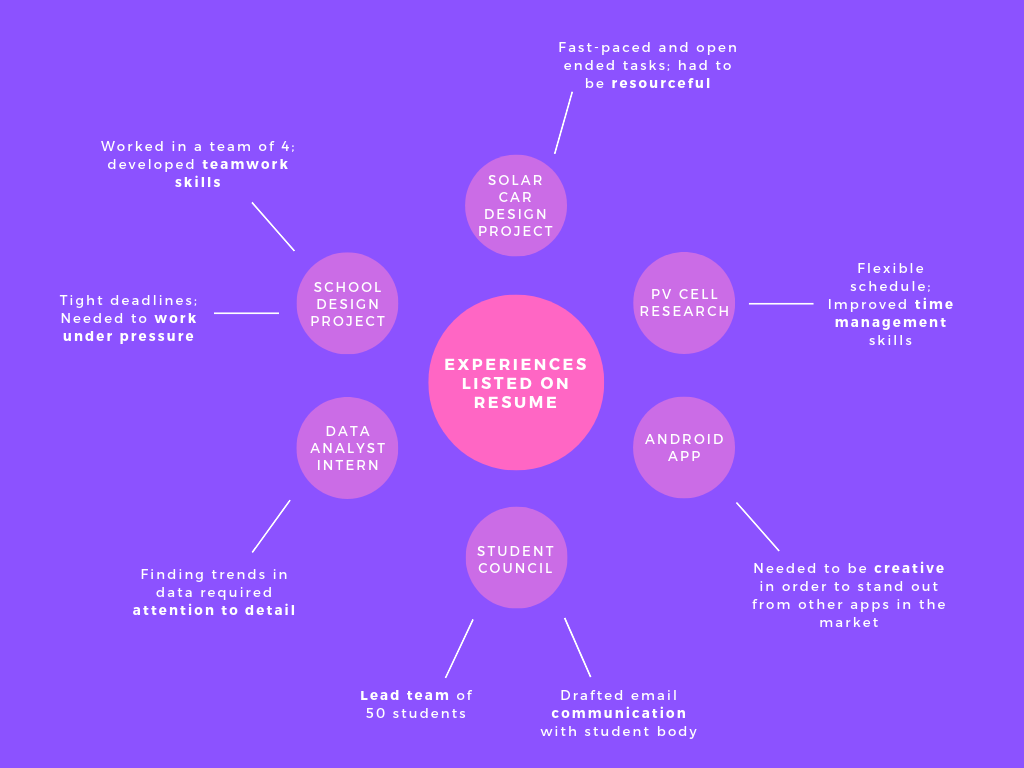 Fast-paced and open
ended tasks; had to
be resourceful
Worked in a team of 4;
developed teamwork
skills
SOLAR
CAR
DESIGN
PROJECT
SCHOOL
DESIGN
PROJECT
Tight deadlines;
Needed to work
under pressure
PV CELL
RESEARCH
Flexible
schedule;
Improved time
management
skills
EXPERIENCES
LISTED ON
RESUME
DATA
ANALYST
INTERN
ANDROID
APP
STUDENT
COUNCIL
Finding trends in
data required
attention to detail
Needed to be creative
in order to stand out
from other apps in the
market
Lead team of
50 students
Drafted email
communication
with student body